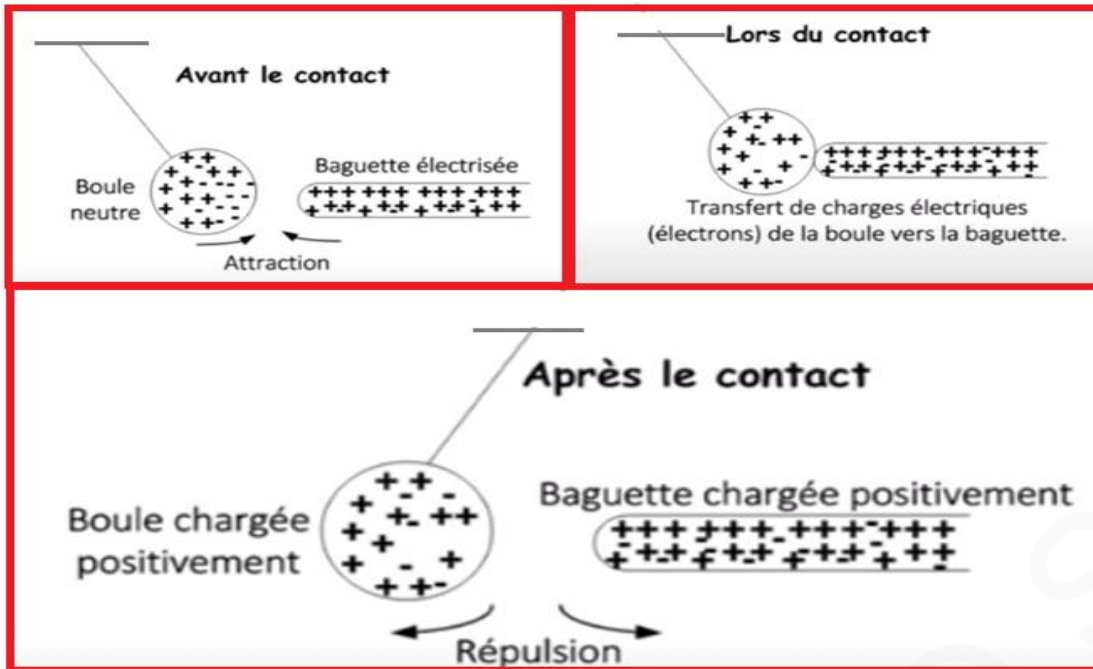 Avant le contact
Baguette électrisée
Boule
neutre
Attraction
Lors du contact
Transfert de charges électriques
(électrons) de la boule vers la baguette.
Après le contact
Boule chargée
positivement
Baguette chargée positivement
Répulsion